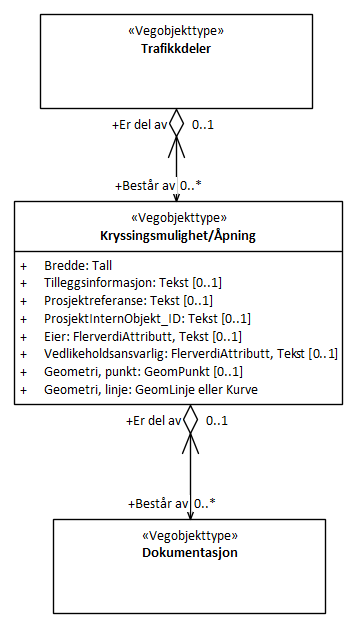 «Vegobjekttype»
Trafikkdeler
+Er del av 0..1
+Består av 0..*
«Vegobjekttype»
Kryssingsmulighet/Åpning
+ Bredde: Tall
+ Tilleggsinformasjon: Tekst [0..1]
+ Prosjektreferanse: Tekst [0..1]
+ ProsjektInternObjekt_ID: Tekst [0..1]
+ Eier: FlerverdiAttributt, Tekst [0..1]
+ Vedlikeholdsansvarlig: FlerverdiAttributt, Tekst [0..1]
+ Geometri, punkt: GeomPunkt [0..1]
+ Geometri, linje: GeomLinje eller Kurve
+Er del av 0..1
+Består av 0..*
«Vegobjekttype»
Dokumentasjon